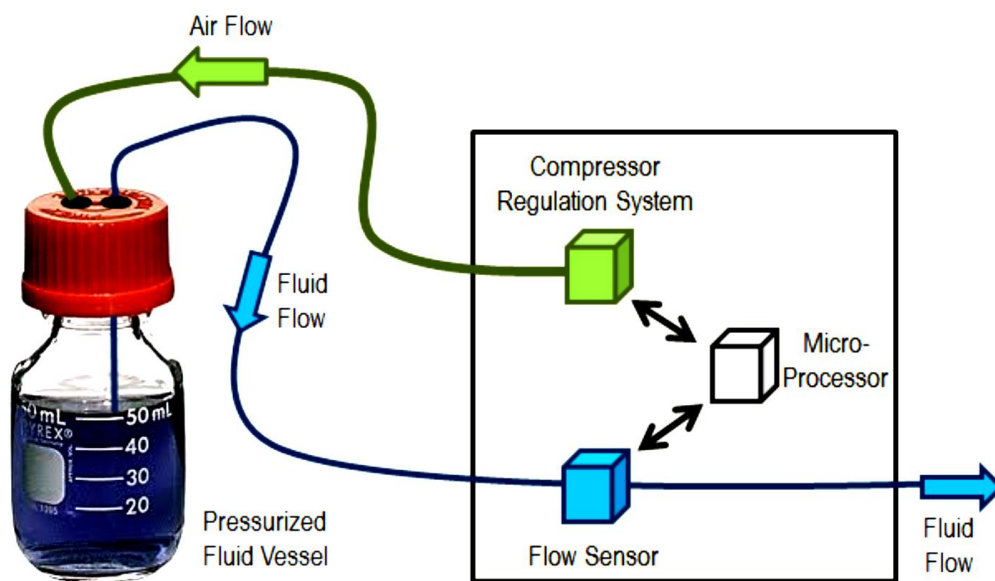 Air Flow
Compressor
Regulation System
Fluid
Flow
Micro-
Processor
50 mL
40
30
20
Pressurized
Fluid Vessel
Flow Sensor
Fluid
Flow